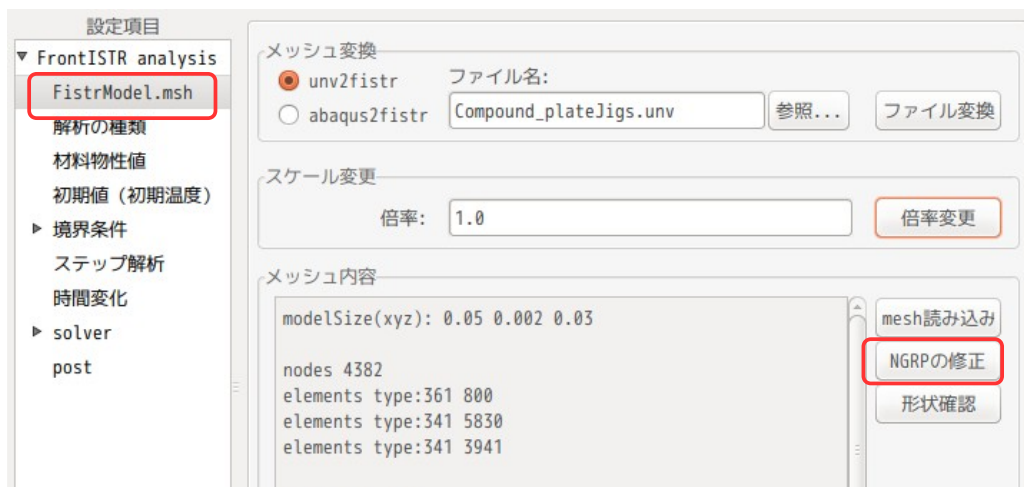 設定項目
FrontISTR analysis
FistrModel.msh
解析の種類
材料物性値
初期値（初期温度）
境界条件
ステップ解析
時間変化
solver
post
メッシュ変換
unv2fistr
abaqus2fistr
ファイル名:
Compound_plateJigs.unv
参照...
ファイル変換
スケール変更
倍率:
1.0
倍率変更
メッシュ内容
modelSize(xyz): 0.05 0.002 0.03
nodes 4382
elements type:361 800
elements type:341 5830
elements type:341 3941
mesh読み込み
NGRPの修正
形状確認